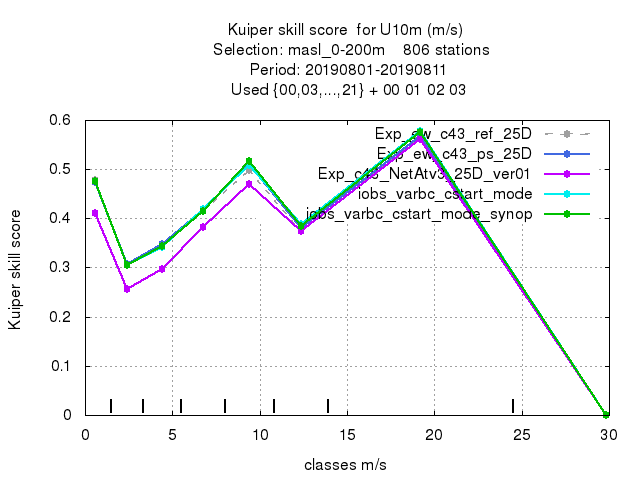 Kuiper skill score  for U10m (m/s)
Selection: masl_0-200m    806 stations
Period: 20190801-20190811
Used {00,03,...,21} + 00 01 02 03
0.6
0.5
0.4
0.3
0.2
0.1
0
Kuiper skill score
Exp_ew_c43_ref_25D
Exp_ew_c43_ps_25D
Exp_c43_NetAtv3_25D_ver01
iobs_varbc_cstart_mode
iobs_varbc_cstart_mode_synop
0 5 10 15 20 25 30
classes m/s